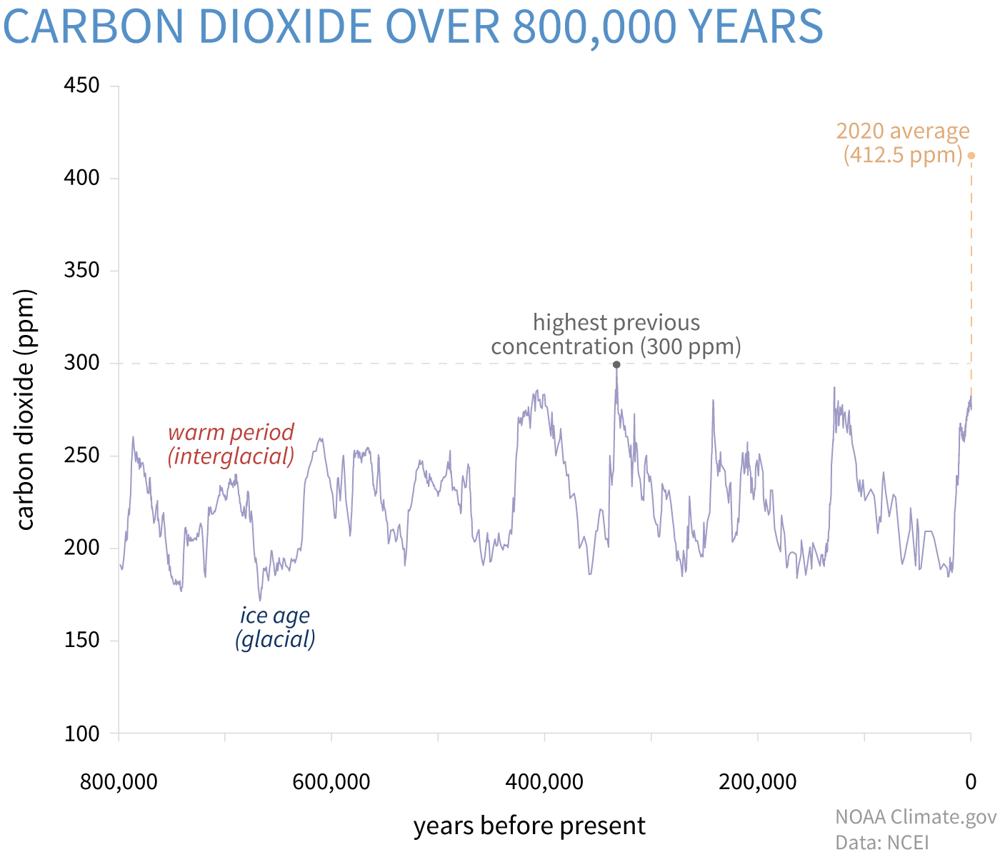 CARBON DIOXIDE OVER 800,000 YEARS
450
2020 average
(412.5 ppm)
400
350
highest previous
concentration (300 ppm)
300
carbon dioxide (ppm)
warm period
(interglacial)
250
200
ice age
(glacial)
150
100
800,000
600,000
400,000
200,000
0
years before present
NOAA Climate.gov
Data: NCEI